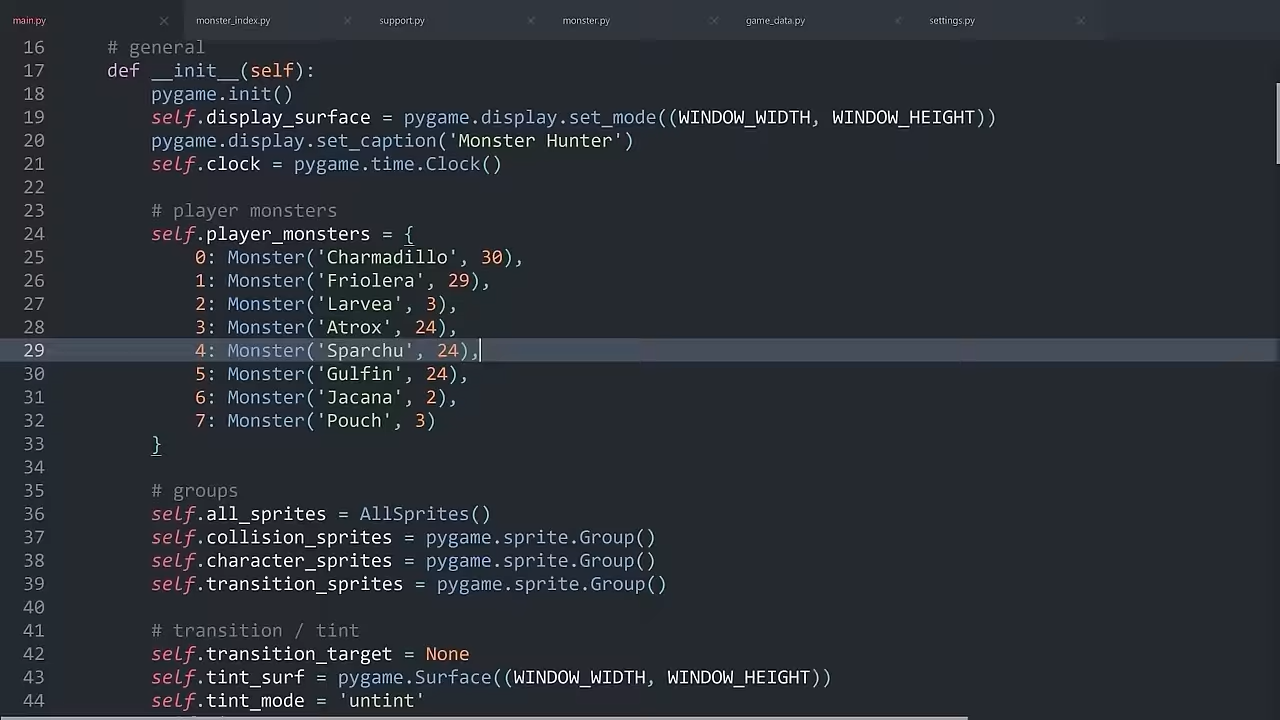 main.py monster_index.py support.py monster.py game_data.py settings.py
16 # general
17 def __init__(self):
18 pygame.init()
19 self.display_surface = pygame.display.set_mode((WINDOW_WIDTH, WINDOW_HEIGHT))
20 pygame.display.set_caption('Monster Hunter')
21 self.clock = pygame.time.Clock()
22
23 # player monsters
24 self.player_monsters = {
25 0: Monster('Charmadillo', 30),
26 1: Monster('Friolera', 29),
27 2: Monster('Larvea', 3),
28 3: Monster('Atrox', 24),
29 4: Monster('Sparchu', 24),
30 5: Monster('Gulfin', 24),
31 6: Monster('Jacana', 2),
32 7: Monster('Pouch', 3)
33 }
34
35 # groups
36 self.all_sprites = AllSprites()
37 self.collision_sprites = pygame.sprite.Group()
38 self.character_sprites = pygame.sprite.Group()
39 self.transition_sprites = pygame.sprite.Group()
40
41 # transition / tint
42 self.transition_target = None
43 self.tint_surf = pygame.Surface((WINDOW_WIDTH, WINDOW_HEIGHT))
44 self.tint_mode = 'untint'